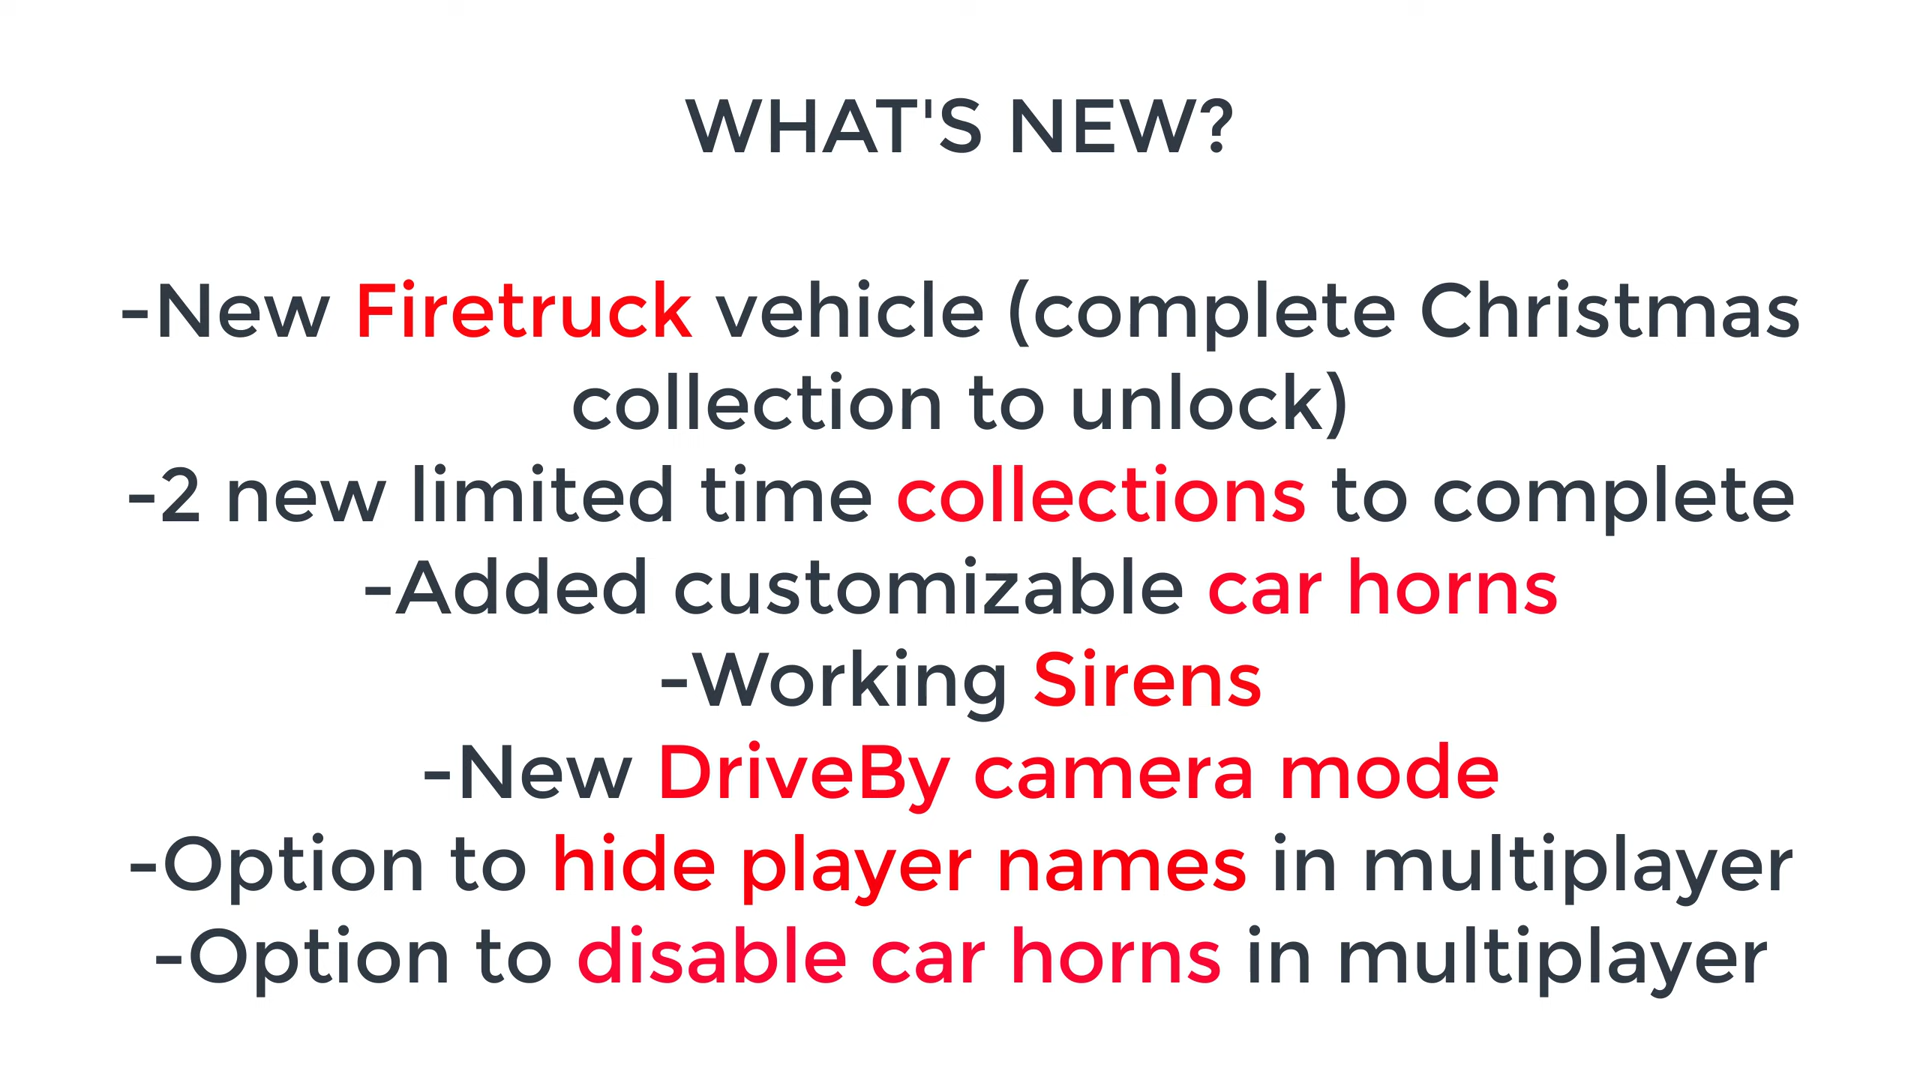 WHAT'S NEW?
-New Firetruck vehicle (complete Christmas
collection to unlock)
-2 new limited time collections to complete
-Added customizable car horns
-Working Sirens
-New DriveBy camera mode
-Option to hide player names in multiplayer
-Option to disable car horns in multiplayer